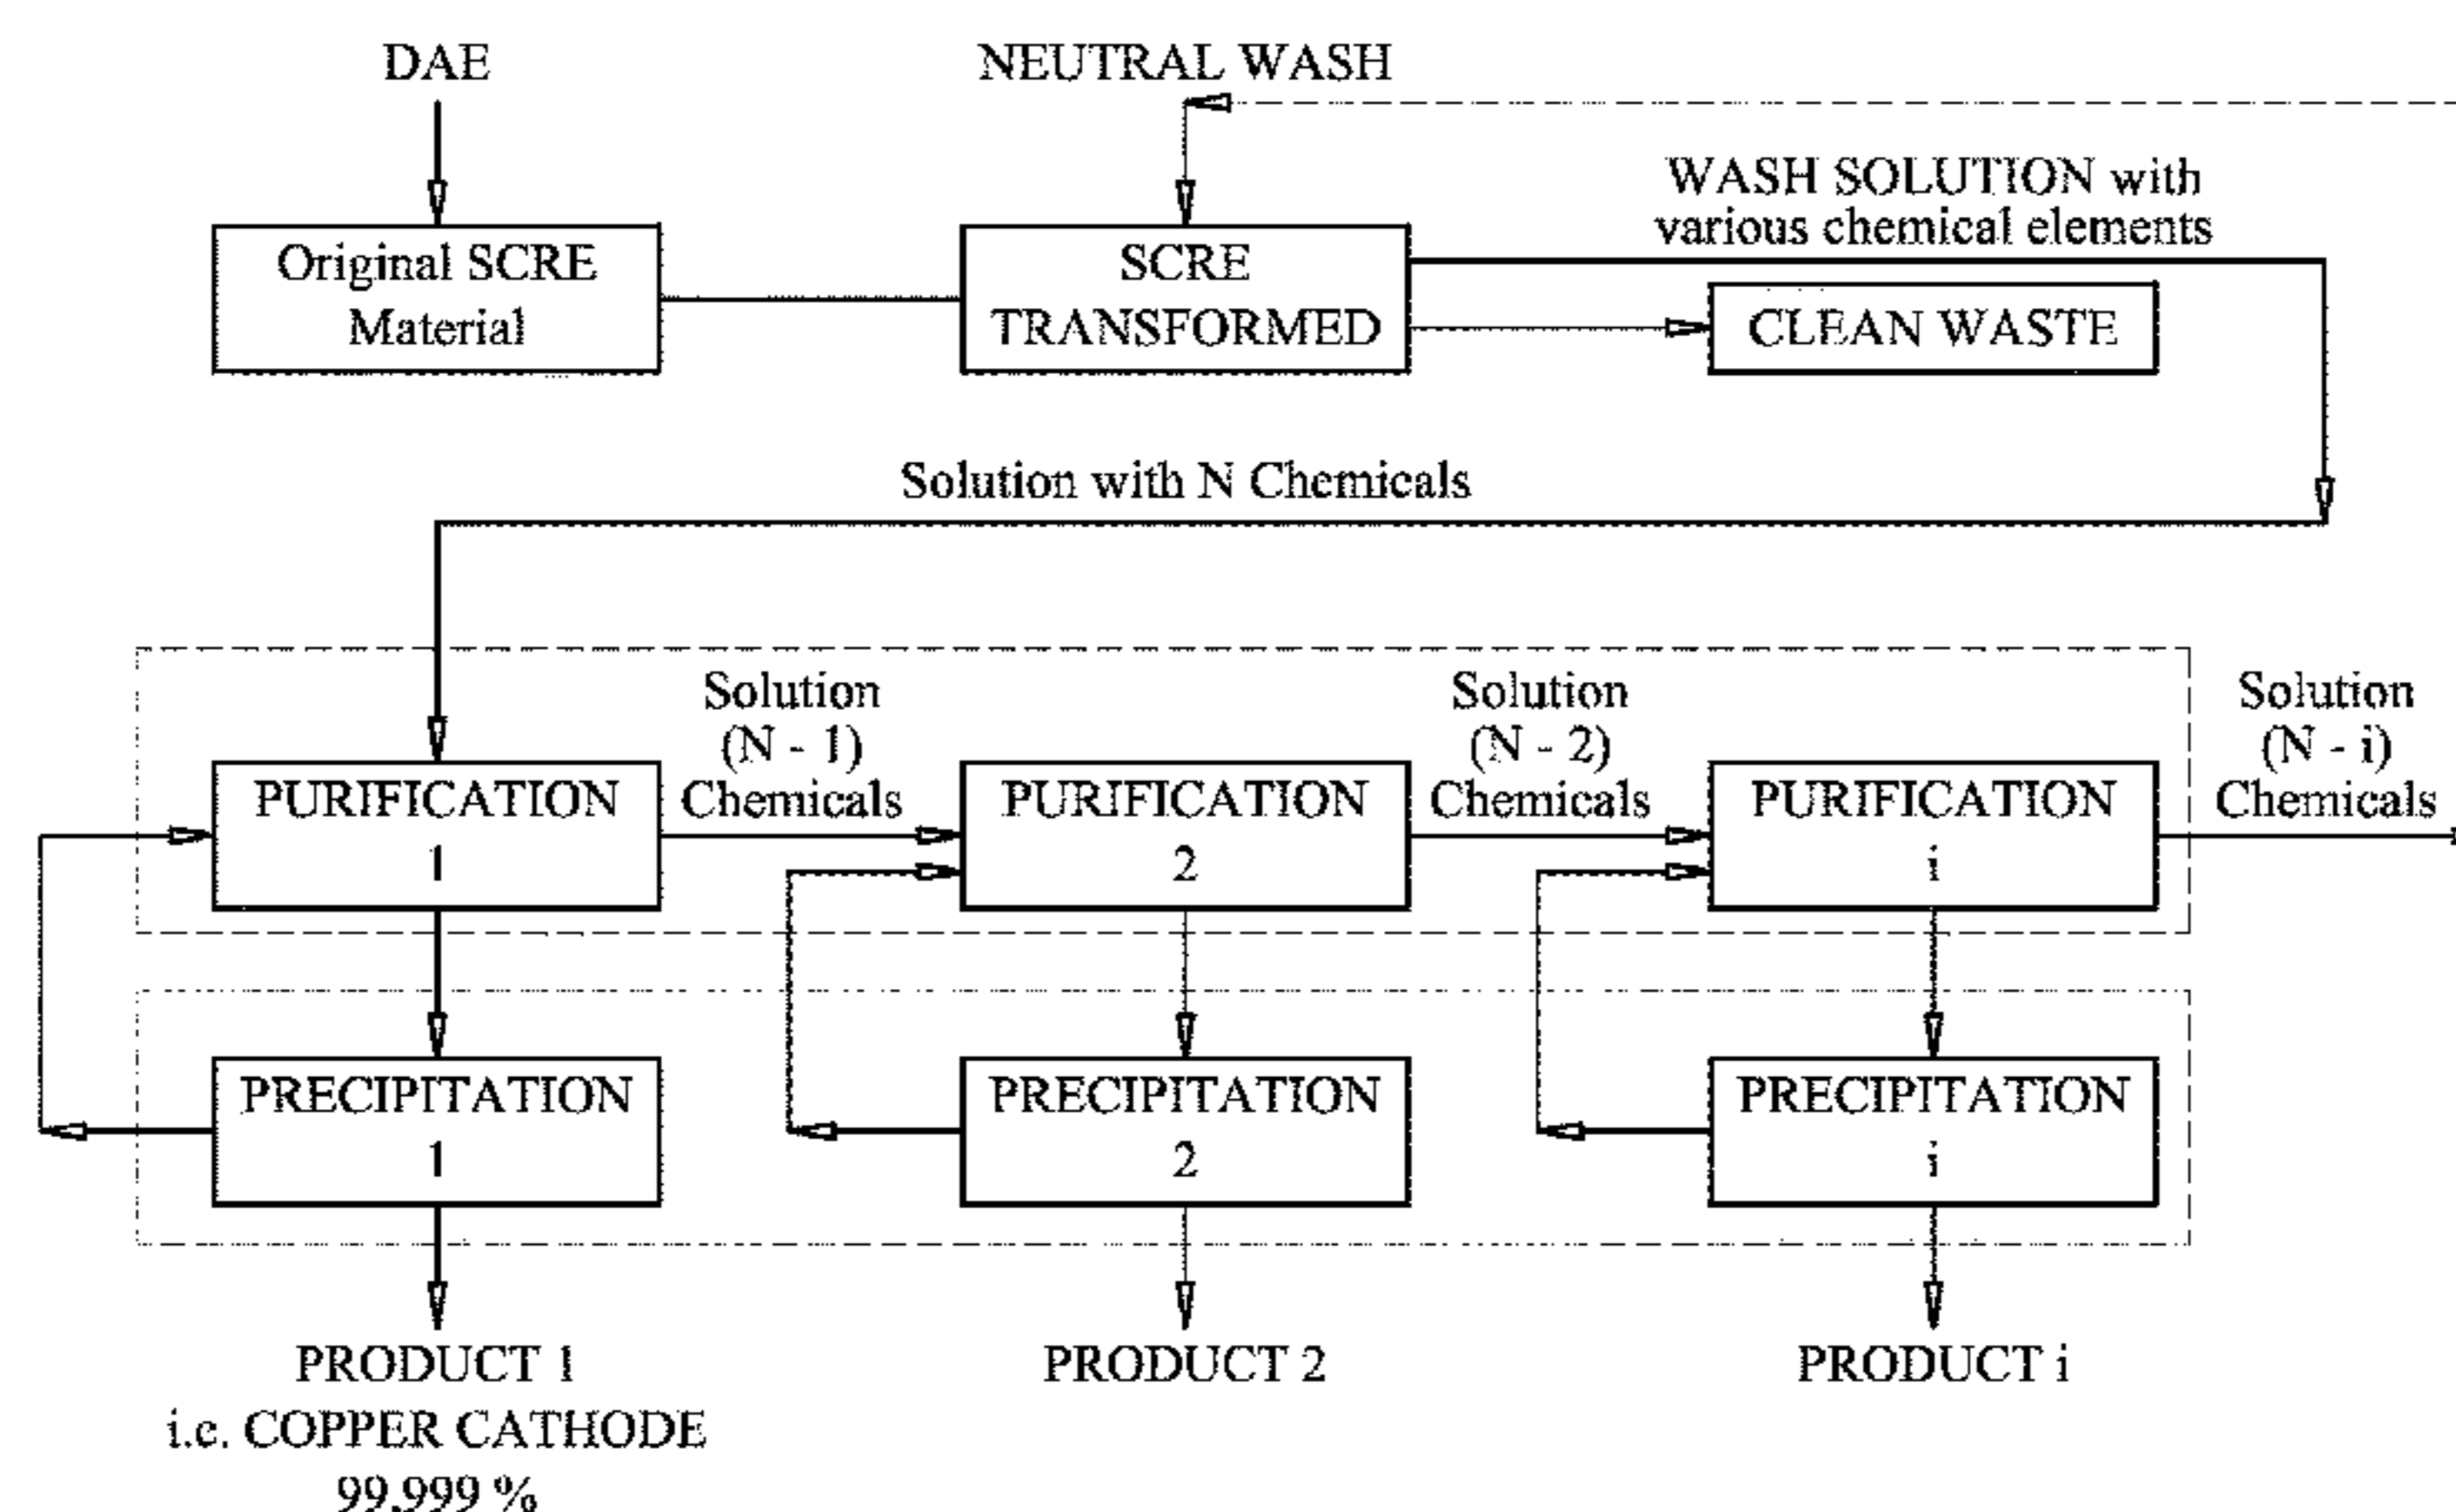 DAE
NEUTRAL WASH
WASH SOLUTION with
various chemical elements
Original SCRE
Material
SCRE
TRANSFORMED
CLEAN WASTE
Solution with N Chemicals
Solution
(N - 1)
Chemicals
Solution
(N - 2)
Chemicals
Solution
(N - i)
Chemicals
PURIFICATION
1
PURIFICATION
2
PURIFICATION
i
PRECIPITATION
1
PRECIPITATION
2
PRECIPITATION
i
PRODUCT 1
i.e. COPPER CATHODE
99,999 %
PRODUCT 2
PRODUCT i